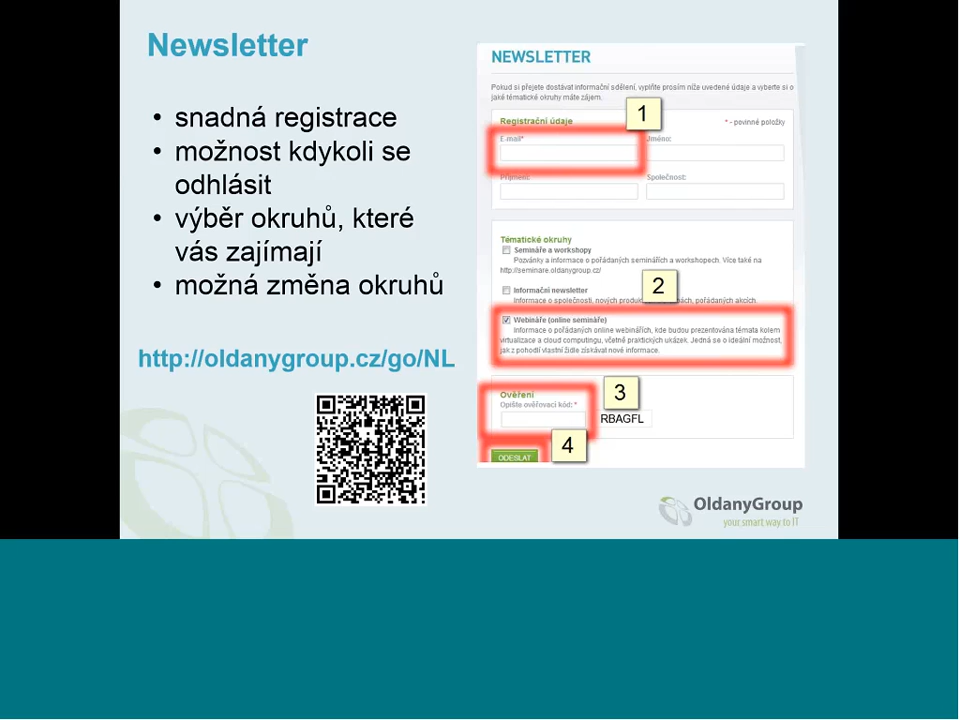 Newsletter
• snadná registrace
• možnost kdykoli se
odhlásit
• výběr okruhů, které
vás zajímají
• možná změna okruhů
http://oldanygroup.cz/go/NL
NEWSLETTER
Pokud si přejete dostávat informační sdělení, vyplňte prosím níže uvedené údaje a vyberte si o
jaké tématické okruhy máte zájem.
1
Registrační údaje
* - povinné položky
E-mail*
Jméno:
Příjmení:
Společnost:
Tématické okruhy
Semináře a workshopy
Pozvánky a informace o pořádaných seminářích a workshopech. Více také na
http://seminare.oldanygroup.cz/
2
Informační newsletter
Informace o společnosti, nových pořádaných akcích.
Webináře (online semináře)
Informace o pořádaných online webinářích, kde budou prezentována témata kolem
virtualizace a cloud computingu, včetně praktických ukázek. Jedná se o ideální možnost,
jak z pohodlí vlastní židle získávat nové informace.
3
Ověření
Opište ověřovací kód: *
RBAGFL
4
ODESLAT
OldanyGroup
your smart way to IT